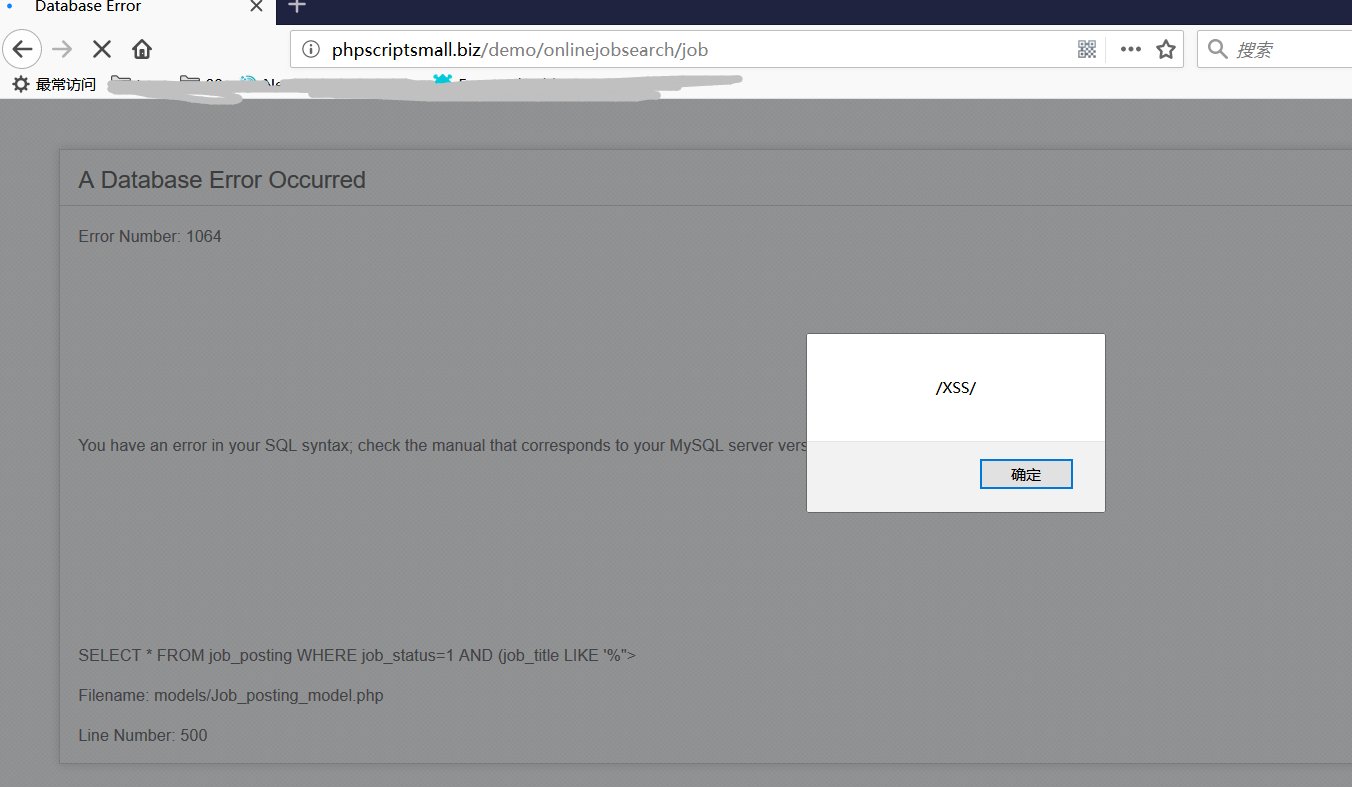 Database Error
phpscriptsmall.biz/demo/onlinejobsearch/job
搜索
最常访问
A Database Error Occurred
Error Number: 1064
/XSS/
You have an error in your SQL syntax; check the manual that corresponds to your MySQL server vers
确定
SELECT * FROM job_posting WHERE job_status=1 AND (job_title LIKE '%">
Filename: models/Job_posting_model.php
Line Number: 500